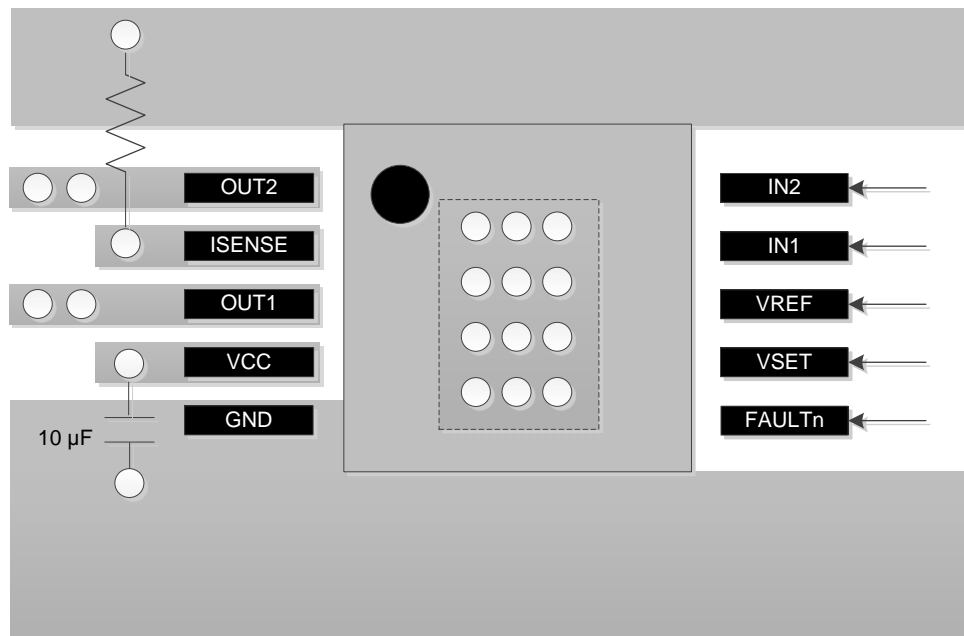 OUT2
ISENSE
OUT1
VCC
GND
10 µF
IN2
IN1
VREF
VSET
FAULTn